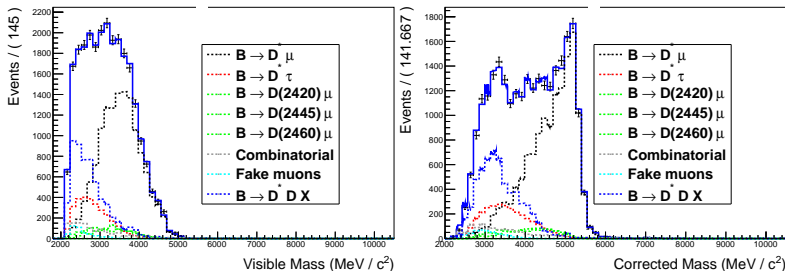 Events / ( 145 )
2200
2000
1800
1600
1400
1200
1000
800
600
400
200
0
2000 3000 4000 5000 6000 7000 8000 9000 10000
Visible Mass (MeV / c²)
B → D* μ
B → D* τ
B → D(2420) μ
B → D(2445) μ
B → D(2460) μ
Combinatorial
Fake muons
B → D* D X
Events / ( 141.667 )
1800
1600
1400
1200
1000
800
600
400
200
0
2000 3000 4000 5000 6000 7000 8000 9000 10000
Corrected Mass (MeV / c²)
B → D* μ
B → D* τ
B → D(2420) μ
B → D(2445) μ
B → D(2460) μ
Combinatorial
Fake muons
B → D* D X